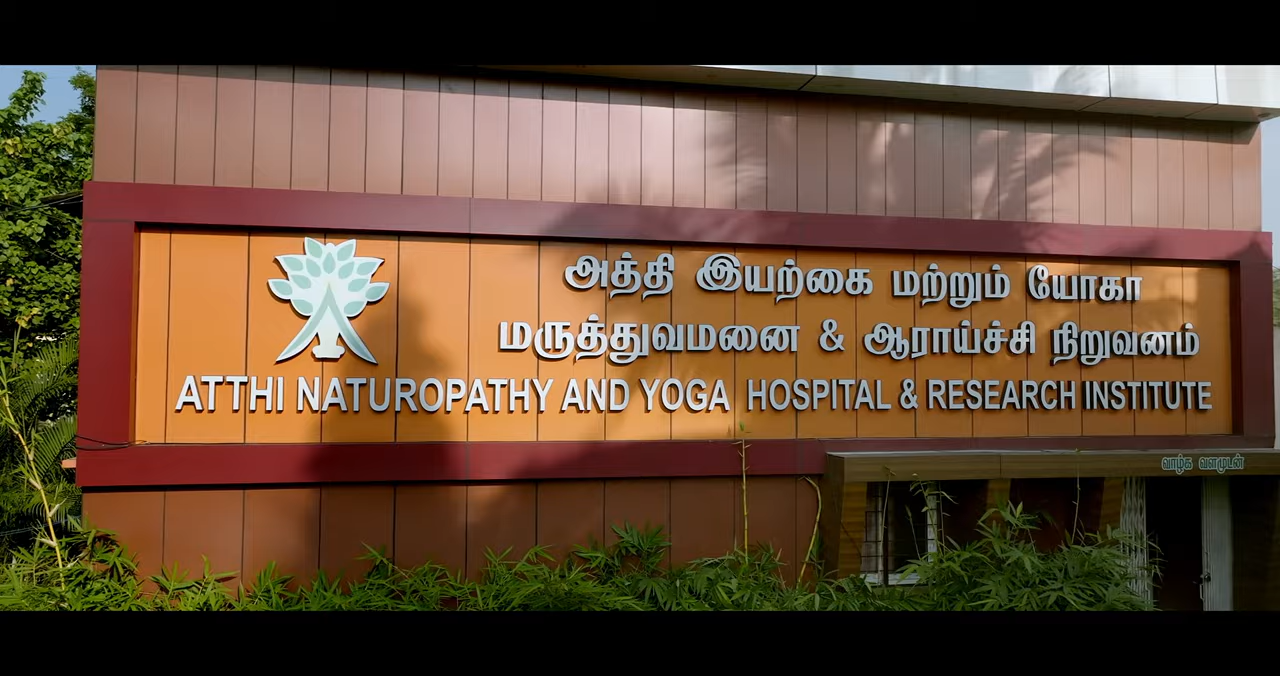 அத்தி இயற்கை மற்றும் யோகா
மருத்துவமனை & ஆராய்ச்சி நிறுவனம்
ATTHI NATUROPATHY AND YOGA HOSPITAL & RESEARCH INSTITUTE
வாழ்க வளமுடன்